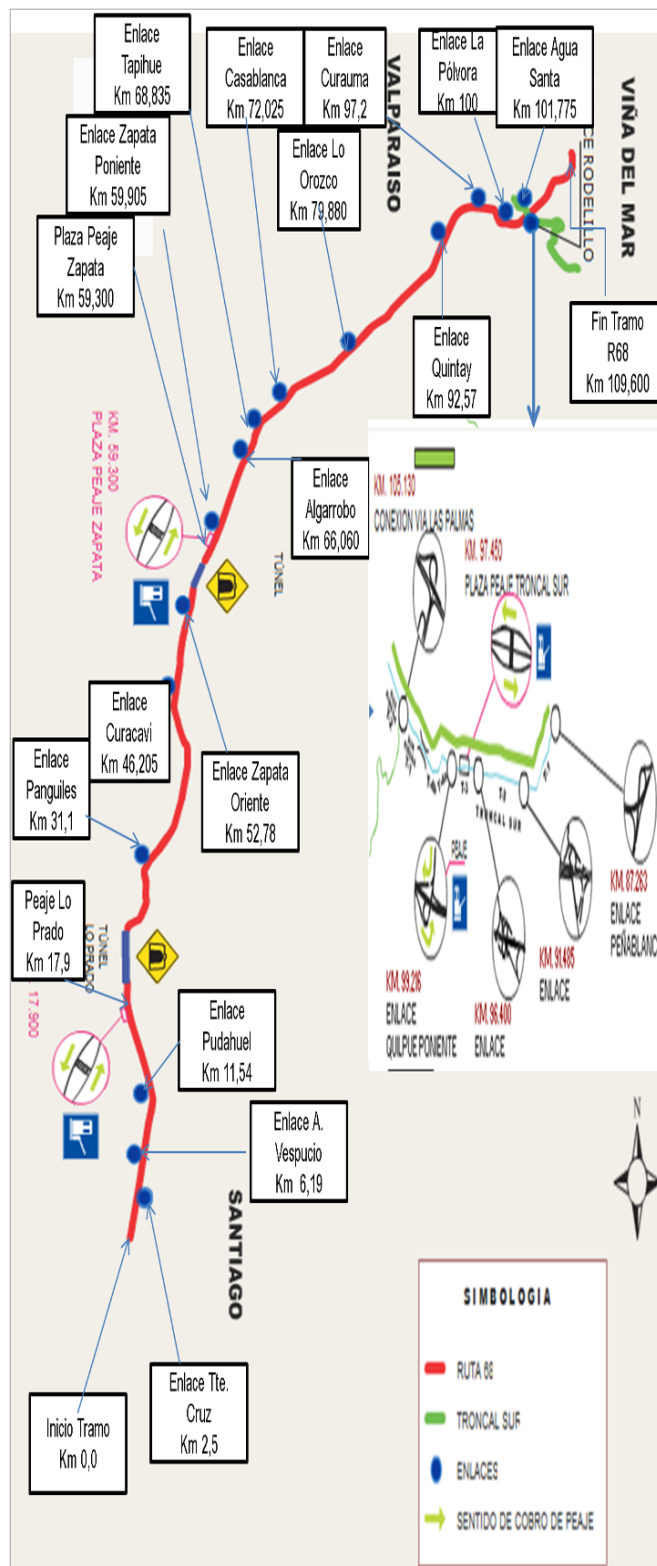 Enlace
Tapihue
Km 68,835
Enlace
Casablanca
Km 72,025
Enlace
Curauma
Km 97,2
Enlace La
Pólvora
Km 100
Enlace Agua
Santa
Km 101,775
VALPARAISO
VIÑA DEL MAR
CE RODELILLO
Enlace Zapata
Poniente
Km 59,905
Enlace Lo
Orozco
Km 79,880
Plaza Peaje
Zapata
Km 59,300
Enlace
Quintay
Km 92,57
Fin Tramo
R68
Km 109,600
KM. 59.300
PLAZA PEAJE ZAPATA
Enlace
Algarrobo
Km 66,060
TÚNEL
KM. 105.130
CONEXION VIA LAS PALMAS
KM. 97.450
PLAZA PEAJE TRONCAL SUR
T3
T2
TRONCAL SUR
PEAJE
KM. 87.263
ENLACE
PEÑABLANC
KM. 91.485
ENLACE
KM. 96.400
ENLACE
KM. 99.216
ENLACE
QUILPUE PONIENTE
Enlace
Curacaví
Km 46,205
Enlace
Panguiles
Km 31,1
Enlace Zapata
Oriente
Km 52,78
Peaje Lo
Prado
Km 17,9
TÚNEL
LO PRADO
17.900
Enlace
Pudahuel
Km 11,54
Enlace A.
Vespucio
Km 6,19
SANTIAGO
N
Enlace Tte.
Cruz
Km 2,5
Inicio Tramo
Km 0,0
SIMBOLOGIA
RUTA 68
TRONCAL SUR
ENLACES
SENTIDO DE COBRO DE PEAJE